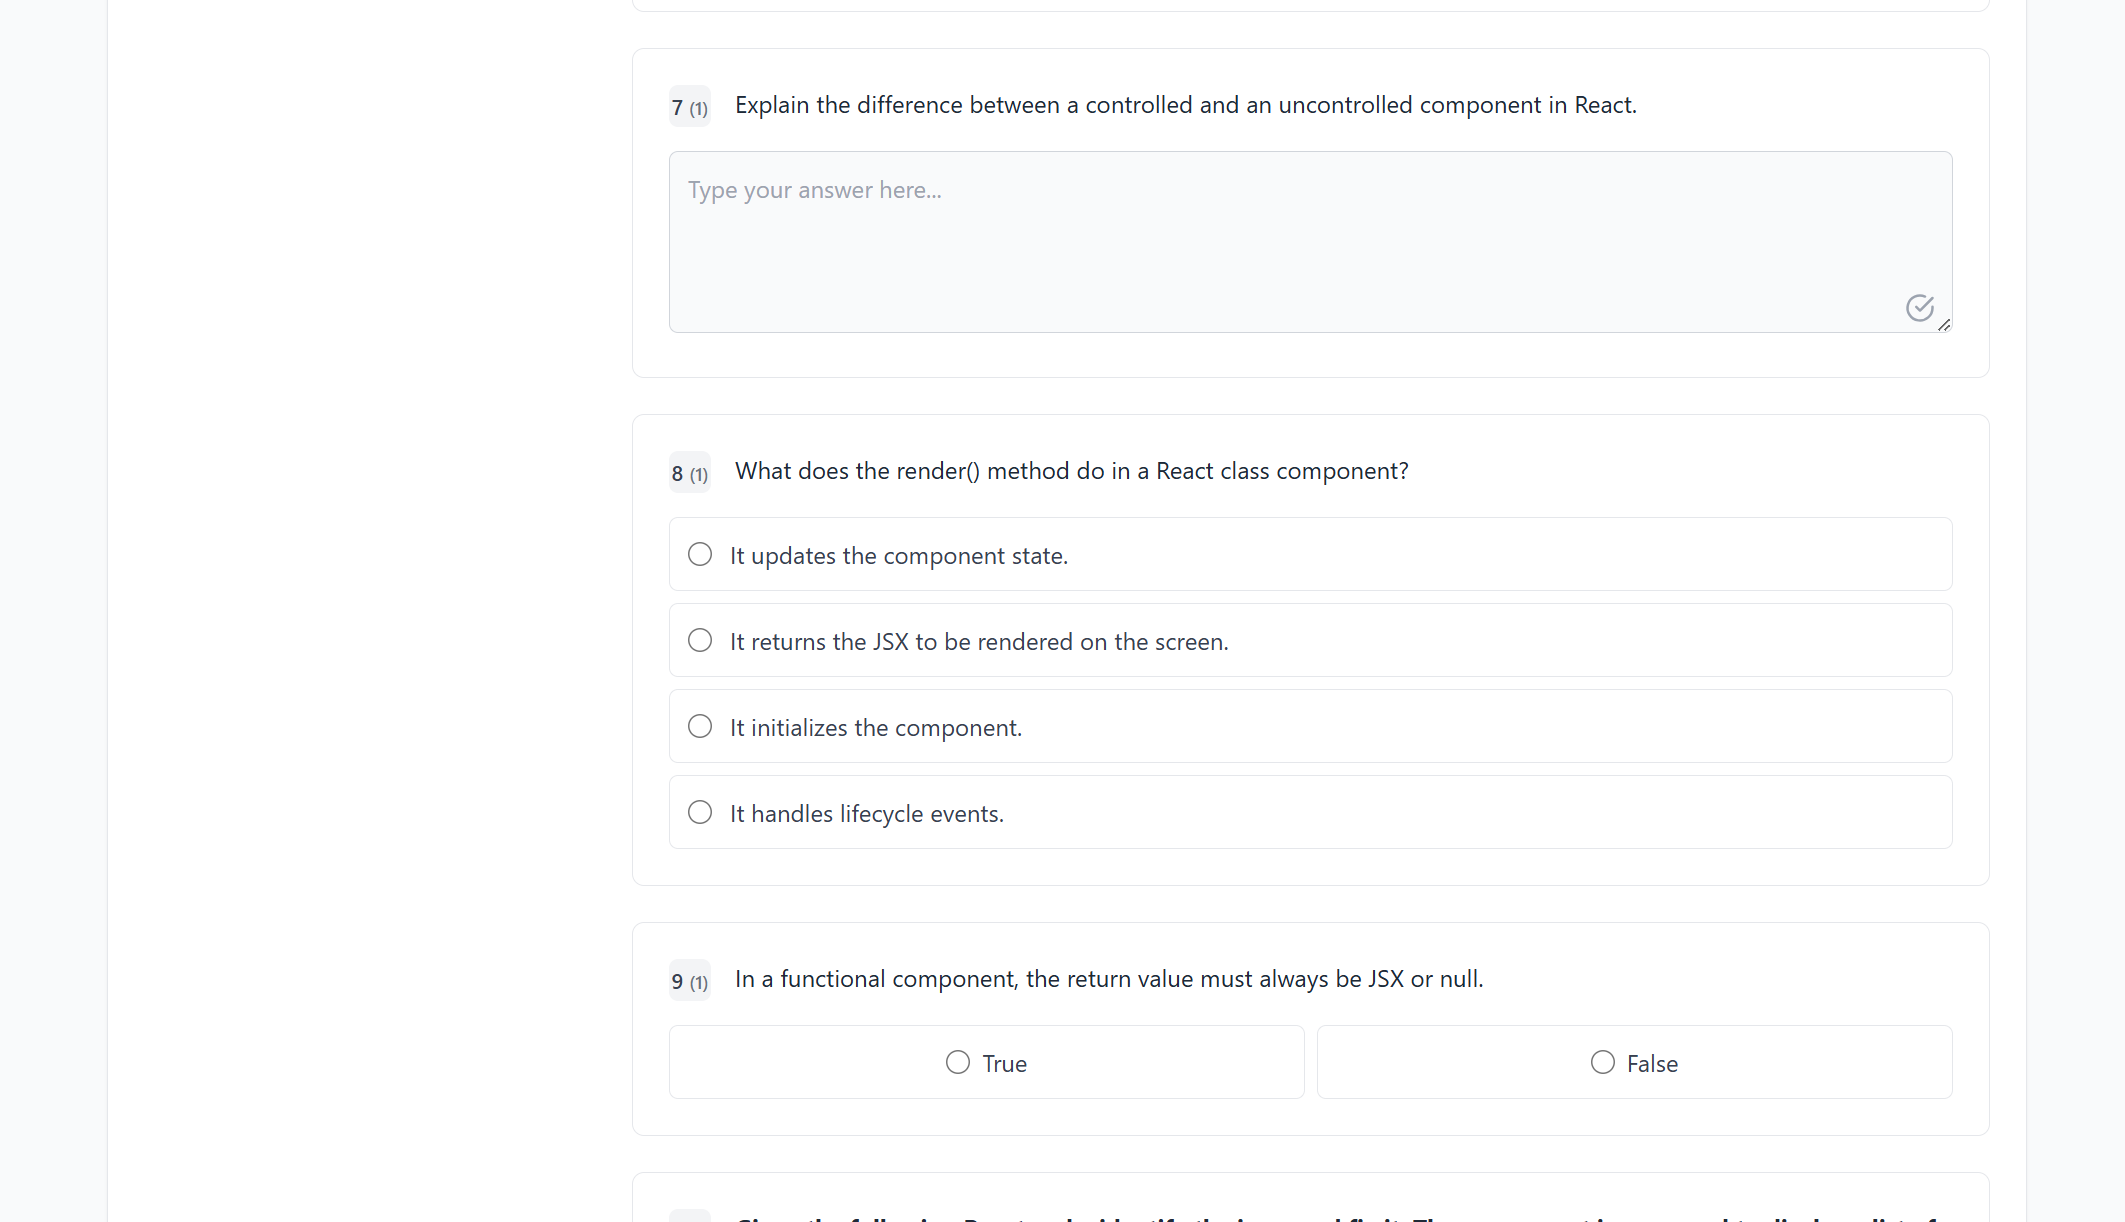 7 (1) Explain the difference between a controlled and an uncontrolled component in React.
Type your answer here...
8 (1) What does the render() method do in a React class component?
It updates the component state.
It returns the JSX to be rendered on the screen.
It initializes the component.
It handles lifecycle events.
9 (1) In a functional component, the return value must always be JSX or null.
True
False